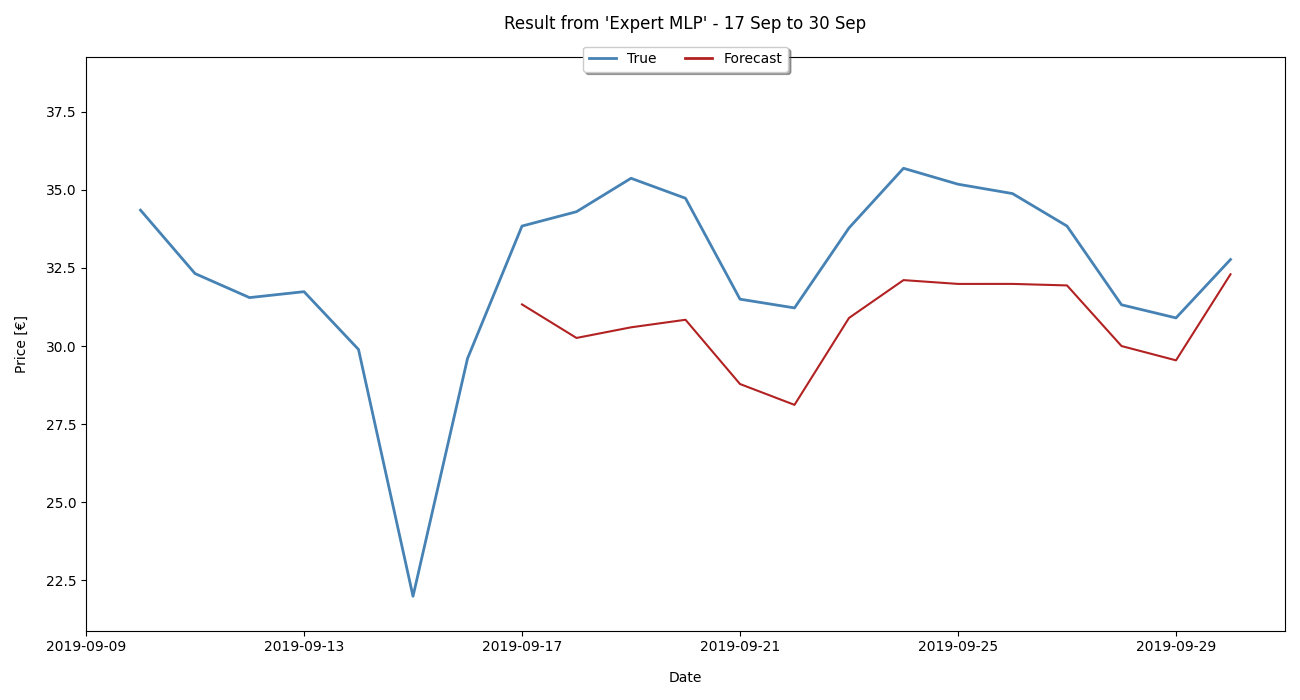 Result from 'Expert MLP' - 17 Sep to 30 Sep
True Forecast
37.5
35.0
32.5
30.0
27.5
25.0
22.5
Price [€]
2019-09-09 2019-09-13 2019-09-17 2019-09-21 2019-09-25 2019-09-29
Date